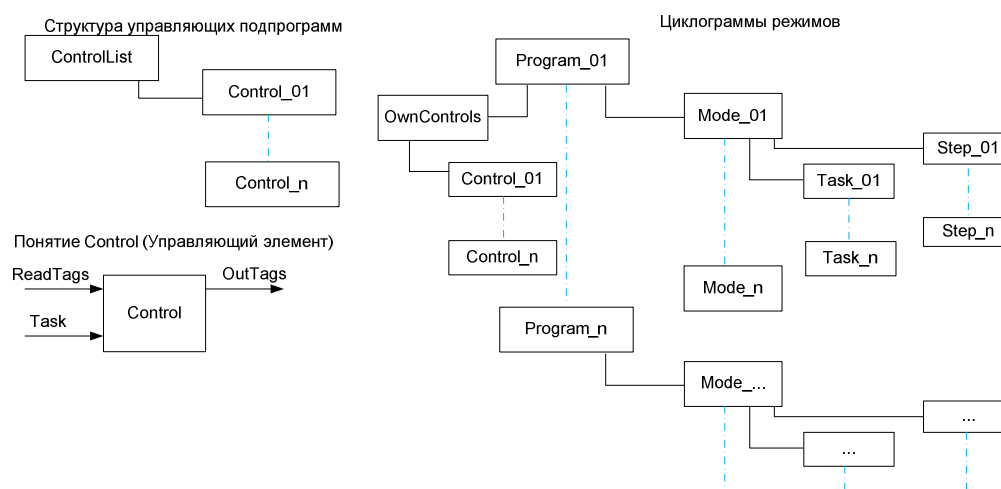 Структура управляющих подпрограмм
ControlList
Control_01
Control_n
Понятие Control (Управляющий элемент)
ReadTags
OutTags
Control
Task
Циклограммы режимов
Program_01
OwnControls
Mode_01
Step_01
Control_01
Task_01
Step_n
Control_n
Task_n
Mode_n
Program_n
Mode_...
...
...